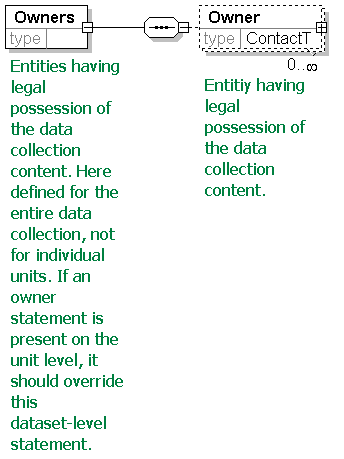 Owners
type
Entities having
legal
possession of
the data
collection
content. Here
defined for the
entire data
collection, not
for individual
units. If an
owner
statement is
present on the
unit level, it
should override
this
dataset-level
statement.
Owner
type ContactT
0..∞
Entitiy having
legal
possession of
the data
collection
content.